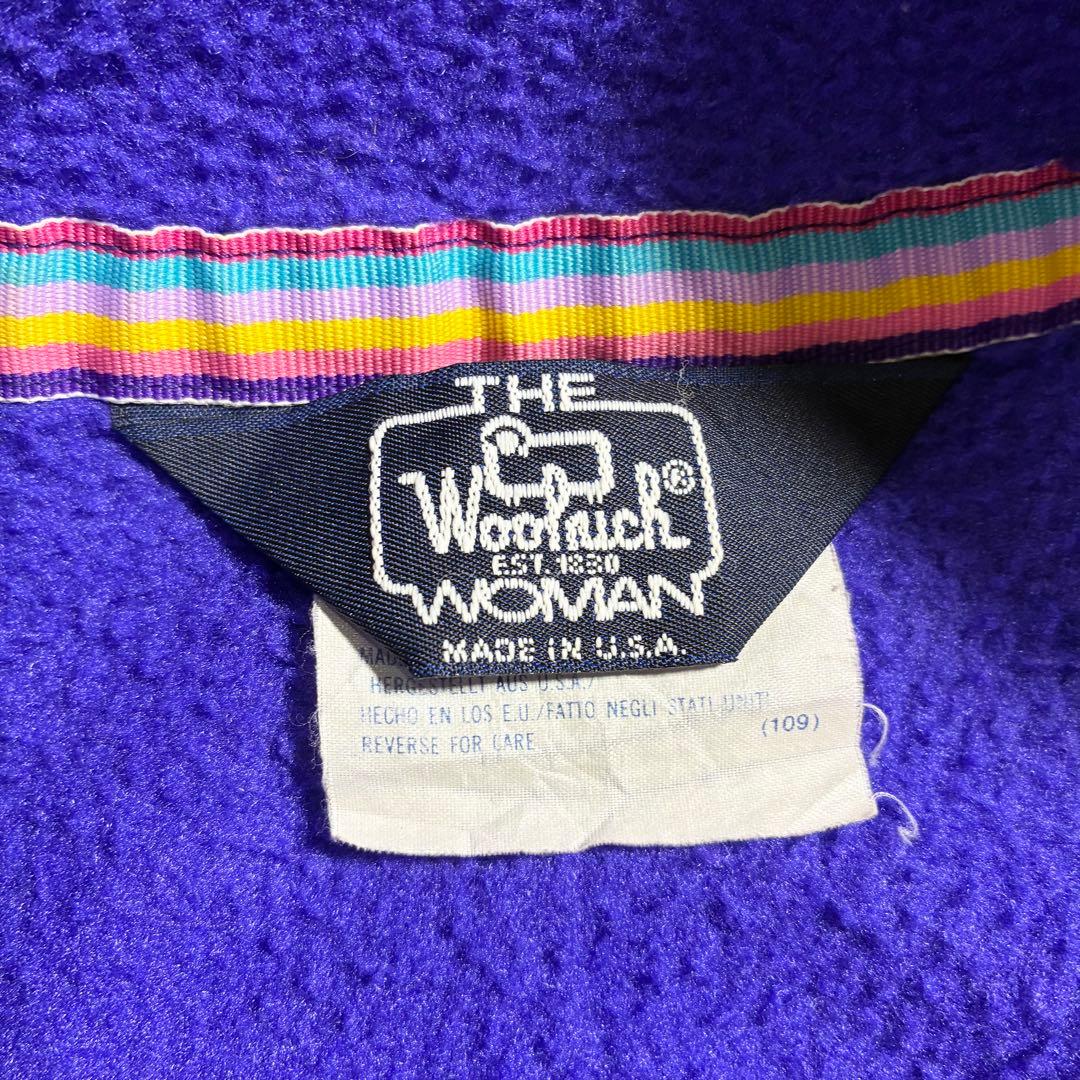 THE
Woolrich®
EST. 1830
WOMAN
MADE IN U.S.A.
HERGESTELLT AUS U.S.A./
HECHO EN LOS E.U./FATTO NEGLI STATI UNITI
REVERSE FOR CARE (109)